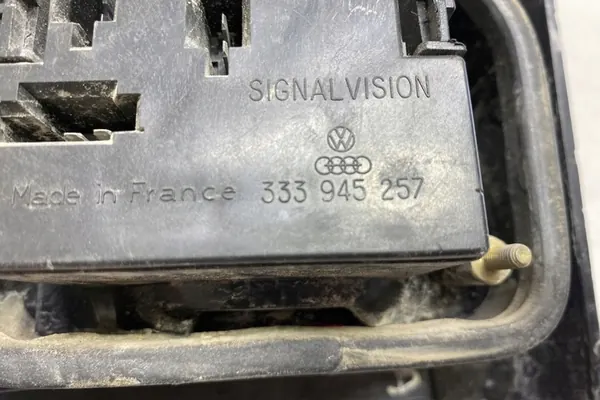 SIGNALVISION
Made in France 333 945 257